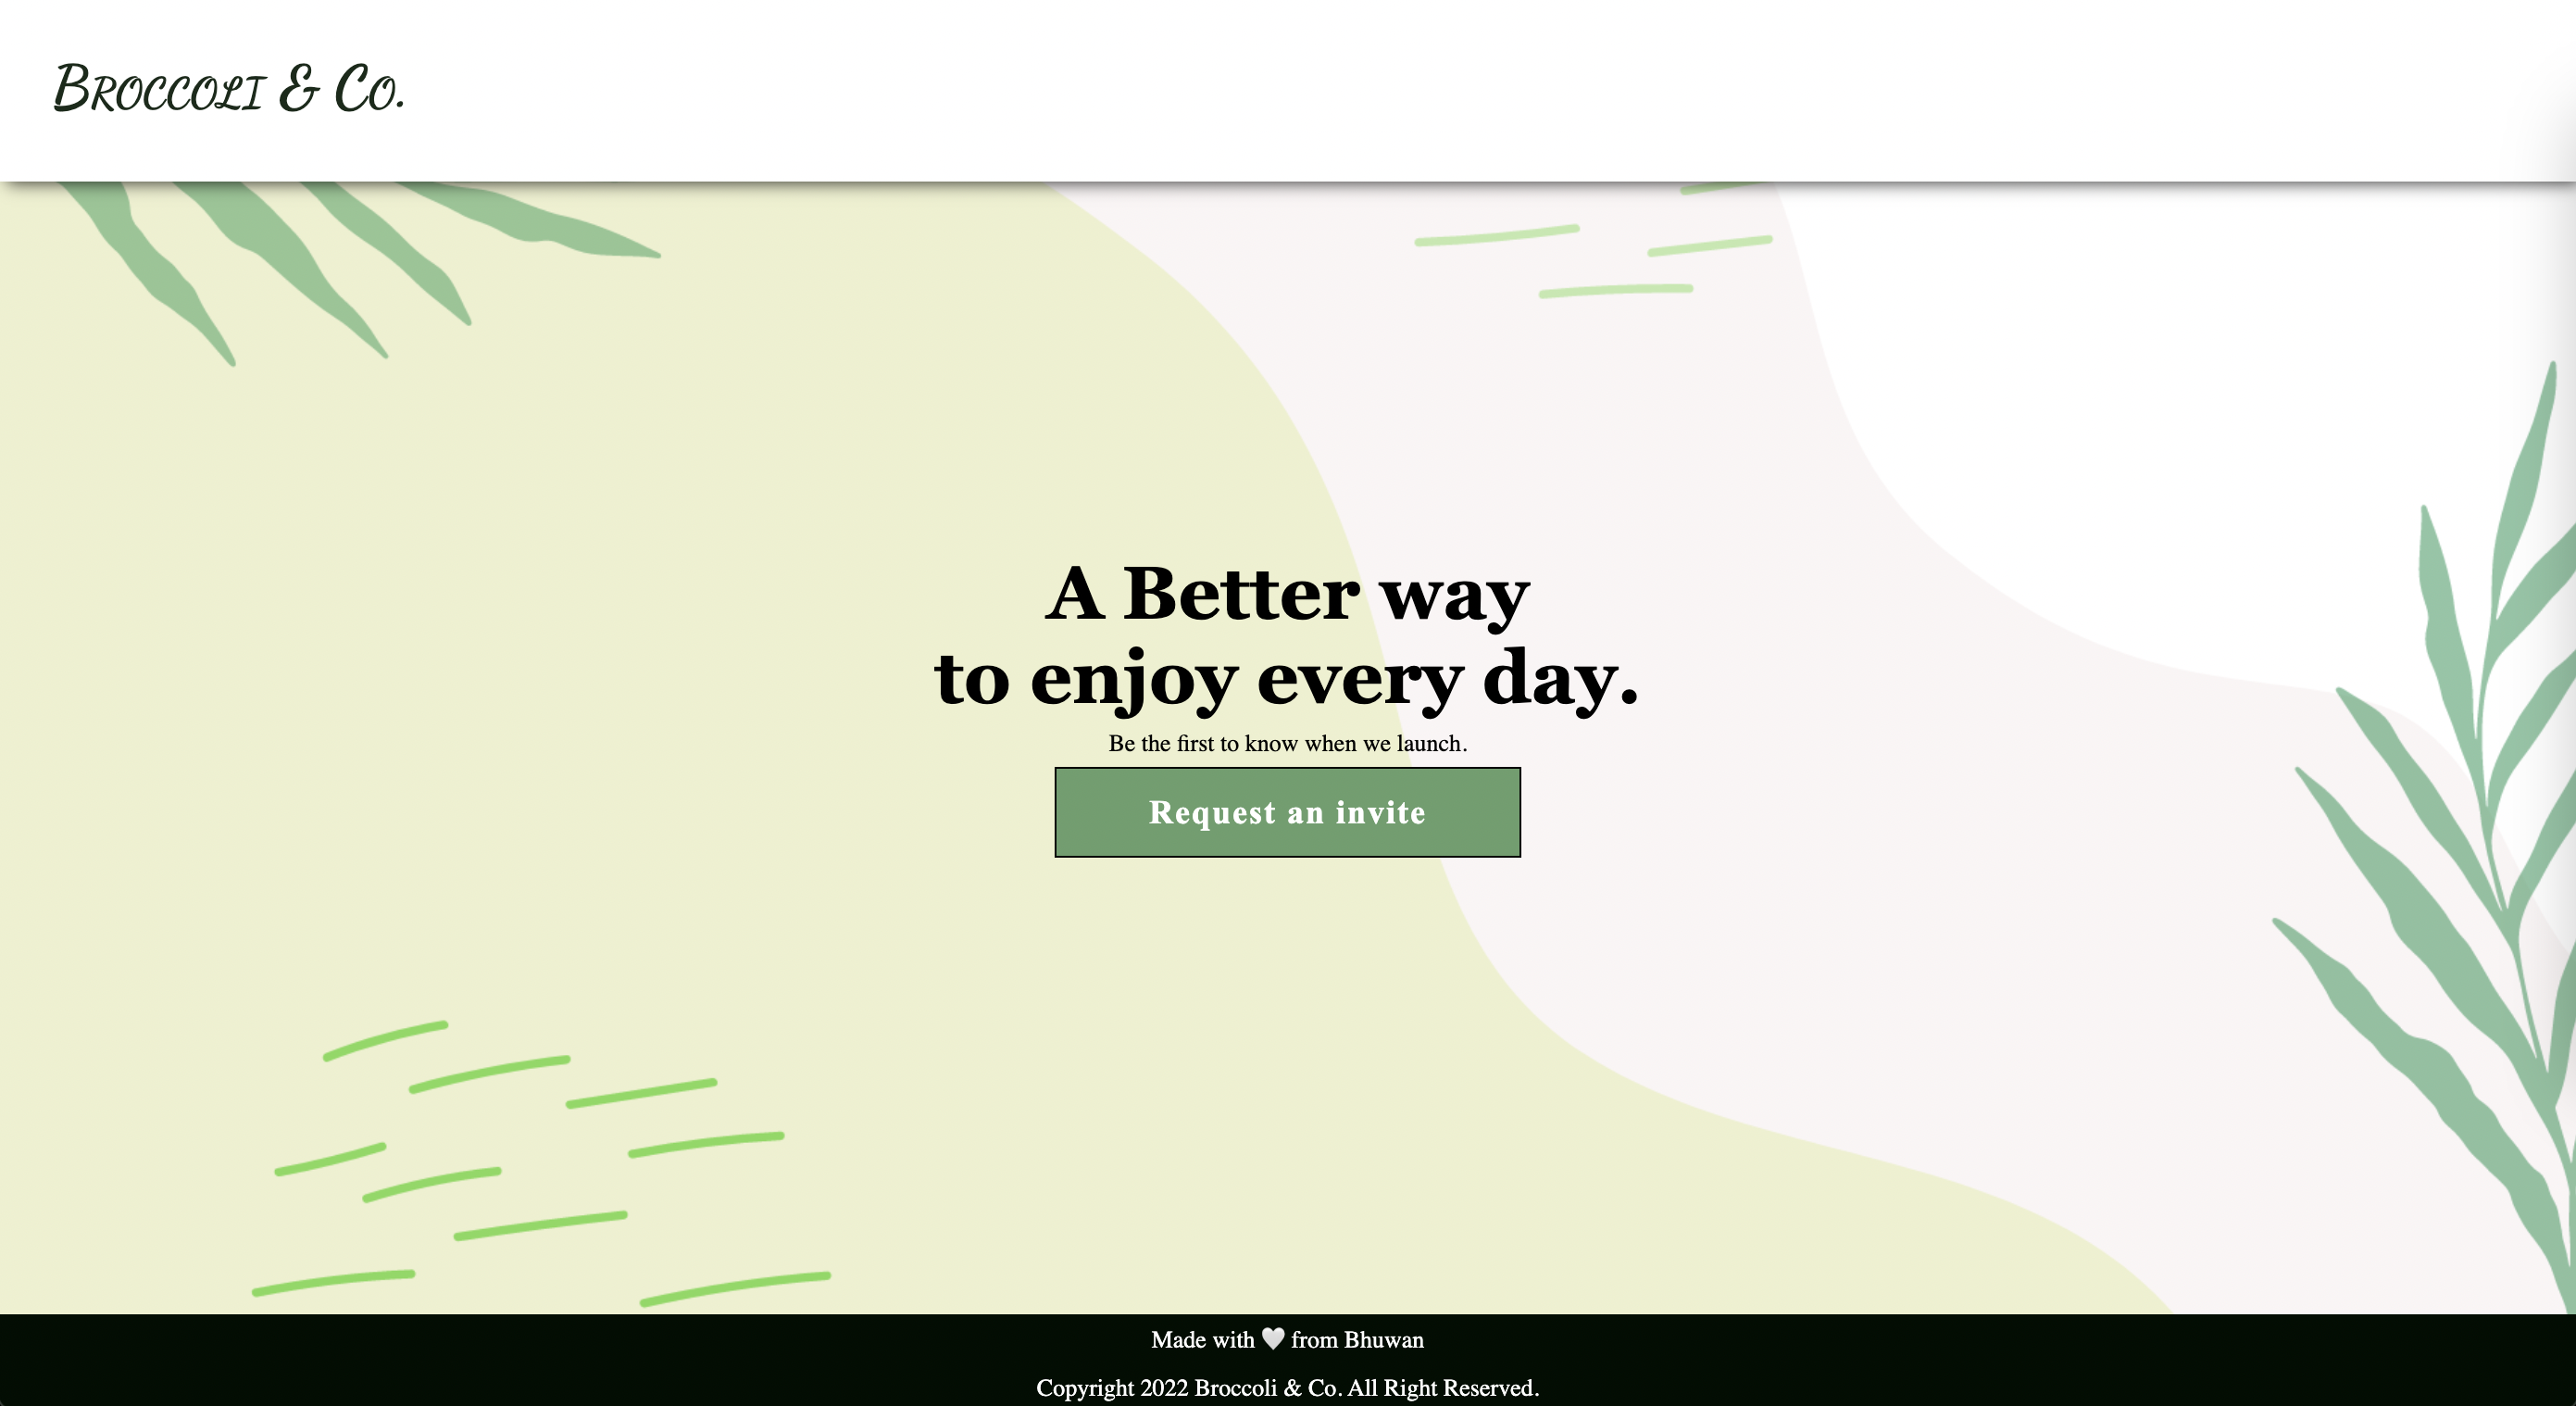 Broccoli & Co.
A Better way
to enjoy every day.
Be the first to know when we launch.
Request an invite
Made with 🤍 from Bhuwan
Copyright 2022 Broccoli & Co. All Right Reserved.